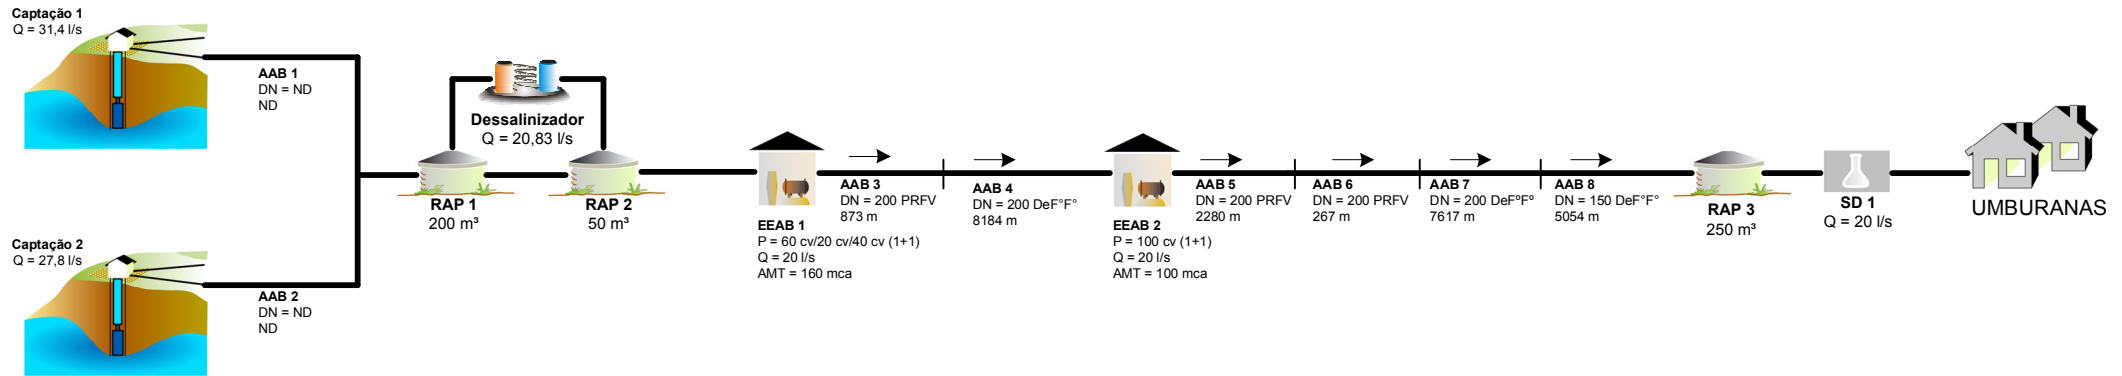 Captação 1
Q = 31,4 l/s
AAB 1
DN = ND
ND
Dessalinizador
Q = 20,83 l/s
RAP 1
200 m³
RAP 2
50 m³
Captação 2
Q = 27,8 l/s
AAB 2
DN = ND
ND
EEAB 1
P = 60 cv/20 cv/40 cv (1+1)
Q = 20 l/s
AMT = 160 mca
AAB 3
DN = 200 PRFV
873 m
AAB 4
DN = 200 DeF°F°
8184 m
EEAB 2
P = 100 cv (1+1)
Q = 20 l/s
AMT = 100 mca
AAB 5
DN = 200 PRFV
2280 m
AAB 6
DN = 200 PRFV
267 m
AAB 7
DN = 200 DeFºFº
7617 m
AAB 8
DN = 150 DeF°F°
5054 m
RAP 3
250 m³
SD 1
Q = 20 l/s
UMBURANAS